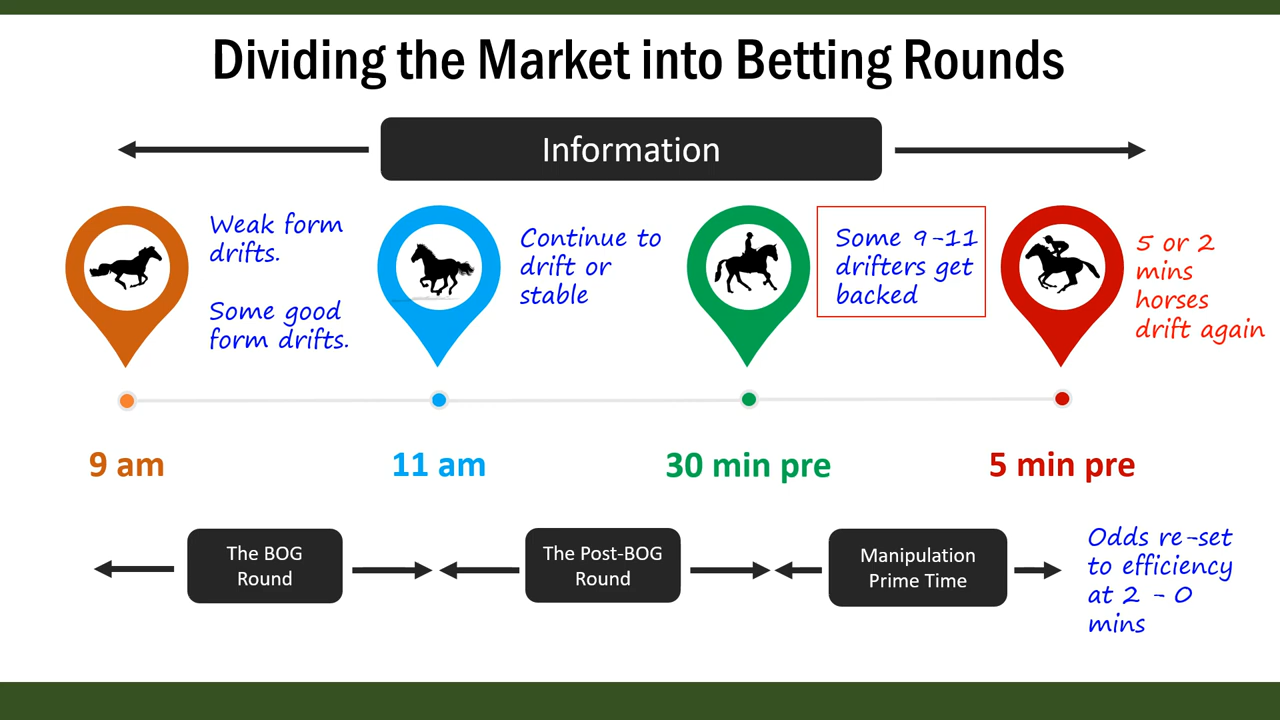 Dividing the Market into Betting Rounds
Information
Weak form
drifts.
Some good
form drifts.
Continue to
drift or
stable
Some 9-11
drifters get
backed
5 or 2
mins
horses
drift again
9 am
11 am
30 min pre
5 min pre
The BOG
Round
The Post-BOG
Round
Manipulation
Prime Time
Odds re-set
to efficiency
at 2 - 0
mins